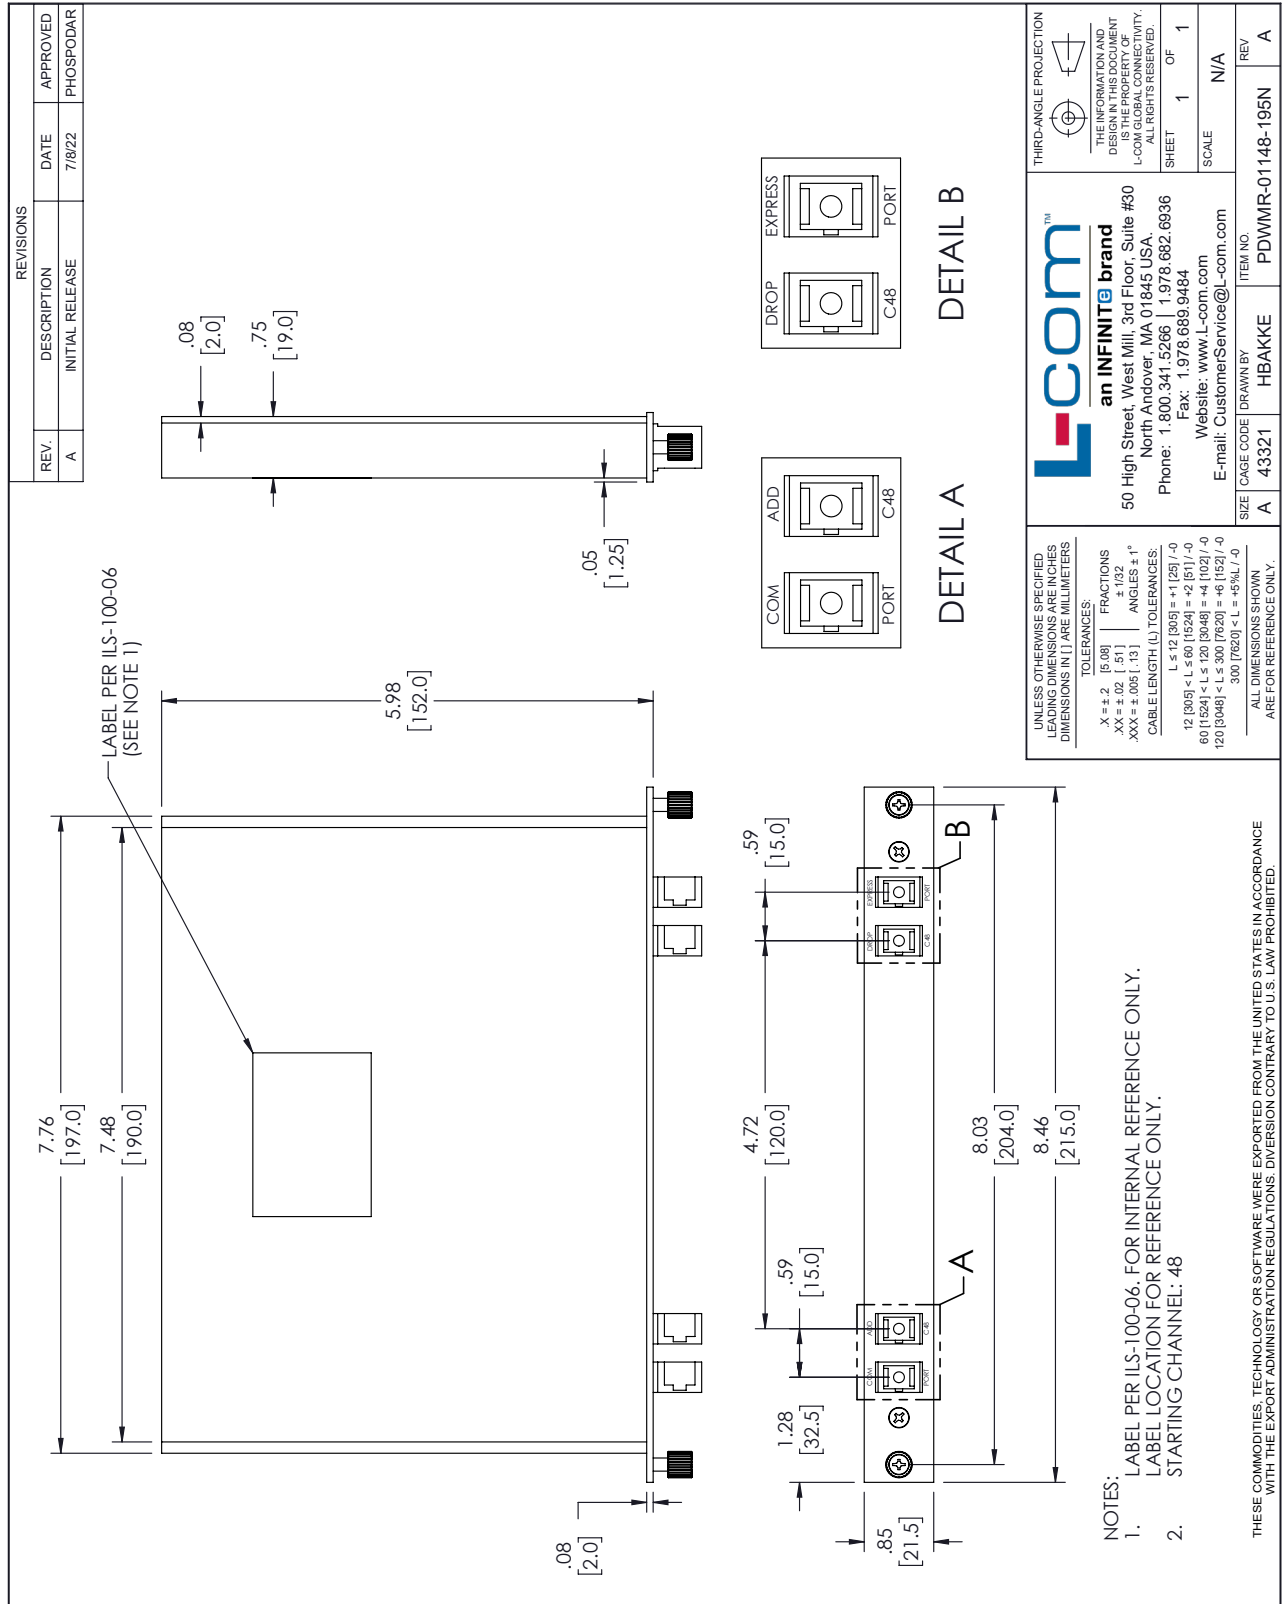 REVISIONS
REV. DESCRIPTION DATE APPROVED
A INITIAL RELEASE 7/8/22 PHOSPODAR
7.76
[197.0]
7.48
[190.0]
LABEL PER ILS-100-06
(SEE NOTE 1)
5.98
[152.0]
.08
[2.0]
.08
[2.0]
.75
[19.0]
.05
[1.25]
1.28
[32.5]
.59
[15.0]
4.72
[120.0]
.59
[15.0]
COM ADD
PORT C48
DROP EXPRESS
C48 PORT
A
B
.85
[21.5]
8.03
[204.0]
8.46
[215.0]
COM ADD
PORT C48
DETAIL A
DROP EXPRESS
C48 PORT
DETAIL B
NOTES:
1. LABEL PER ILS-100-06. FOR INTERNAL REFERENCE ONLY.
LABEL LOCATION FOR REFERENCE ONLY.
2. STARTING CHANNEL: 48
THESE COMMODITIES, TECHNOLOGY OR SOFTWARE WERE EXPORTED FROM THE UNITED STATES IN ACCORDANCE
WITH THE EXPORT ADMINISTRATION REGULATIONS. DIVERSION CONTRARY TO U.S. LAW PROHIBITED.
UNLESS OTHERWISE SPECIFIED
LEADING DIMENSIONS ARE INCHES
DIMENSIONS IN [ ] ARE MILLIMETERS
TOLERANCES:
.X = ± .2 [5.08] FRACTIONS
.XX = ± .02 [ .51 ] ± 1/32
.XXX = ± .005 [ .13 ] ANGLES ± 1°
CABLE LENGTH (L) TOLERANCES:
L ≤ 12 [305] = +1 [25] / -0
12 [305] < L ≤ 60 [1524] = +2 [51] / -0
60 [1524] < L ≤ 120 [3048] = +4 [102] / -0
120 [3048] < L ≤ 300 [7620] = +6 [152] / -0
300 [7620] < L = +5%L / -0
ALL DIMENSIONS SHOWN
ARE FOR REFERENCE ONLY.
L-com™
an INFINITe brand
50 High Street, West Mill, 3rd Floor, Suite #30
North Andover, MA 01845 USA.
Phone: 1.800.341.5266 | 1.978.682.6936
Fax: 1.978.689.9484
Website: www.L-com.com
E-mail: CustomerService@L-com.com
THIRD-ANGLE PROJECTION
THE INFORMATION AND
DESIGN IN THIS DOCUMENT
IS THE PROPERTY OF
L-COM GLOBAL CONNECTIVITY.
ALL RIGHTS RESERVED.
SHEET 1 OF 1
SCALE N/A
SIZE A
CAGE CODE 43321
DRAWN BY HBAKKE
ITEM NO. PDWMR-01148-195N
REV A